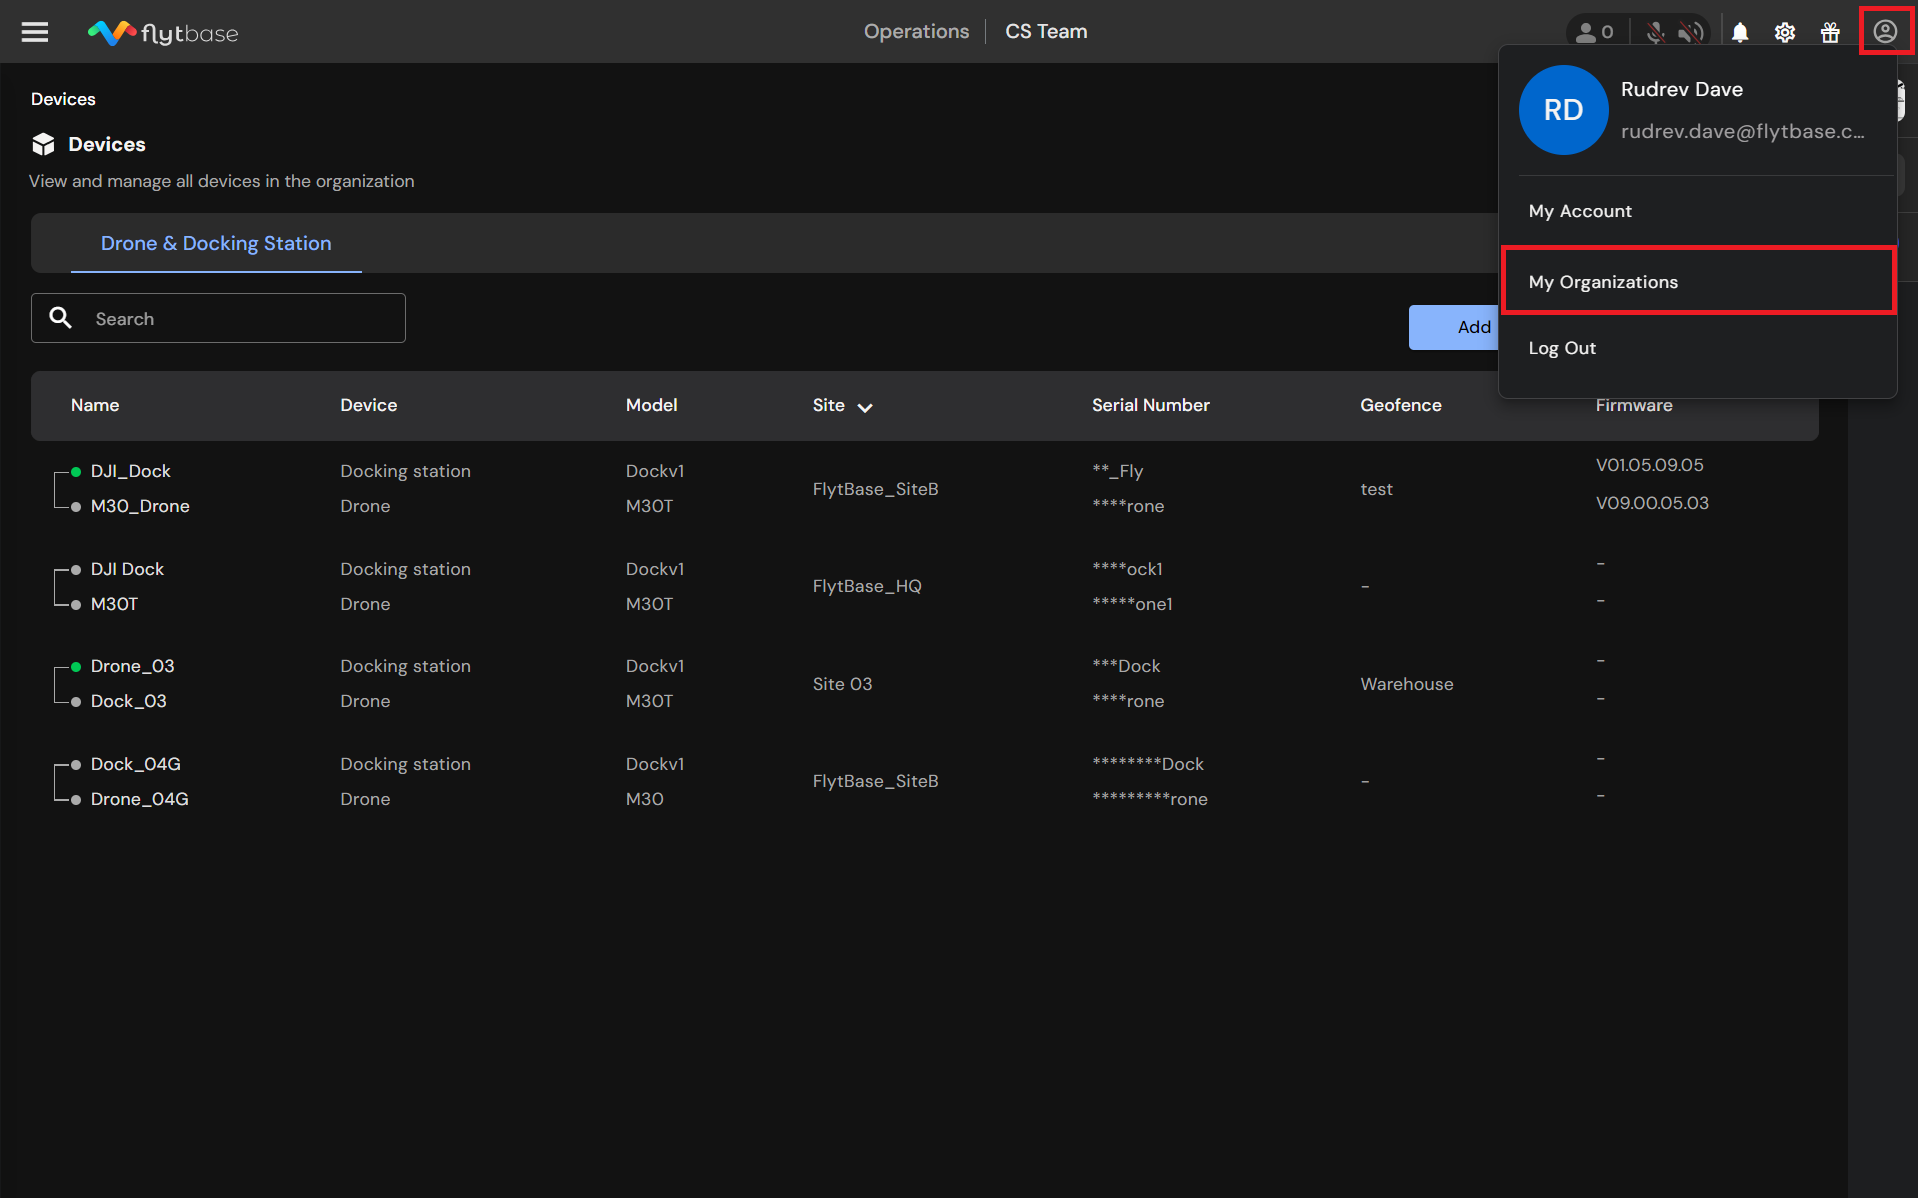 flytbase
Operations | CS Team
0
Devices
Devices
View and manage all devices in the organization
Drone & Docking Station
Search
Add
RD
Rudrev Dave
rudrev.dave@flytbase.c...
My Account
My Organizations
Log Out
Name Device Model Site Serial Number Geofence Firmware
DJI_Dock Docking station Dockv1 FlytBase_SiteB **_Fly test V01.05.09.05
M30_Drone Drone M30T ****rone V09.00.05.03
DJI Dock Docking station Dockv1 FlytBase_HQ ****ock1 - -
M30T Drone M30T *****one1 -
Drone_03 Docking station Dockv1 Site 03 ***Dock Warehouse -
Dock_03 Drone M30T ****rone -
Dock_04G Docking station Dockv1 FlytBase_SiteB ********Dock - -
Drone_04G Drone M30 *********rone -